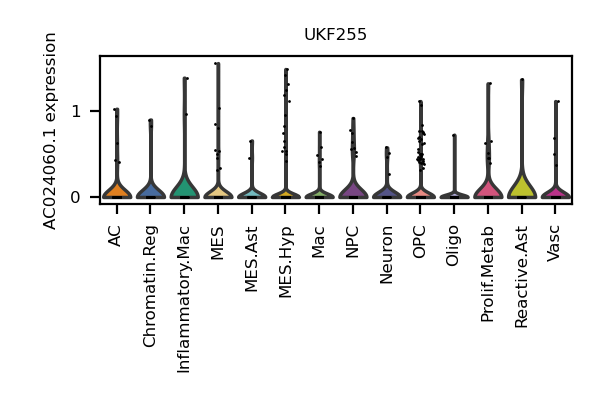 UKF255
AC024060.1 expression
1
0
AC
Chromatin.Reg
Inflammatory.Mac
MES
MES.Ast
MES.Hyp
Mac
NPC
Neuron
OPC
Oligo
Prolif.Metab
Reactive.Ast
Vasc